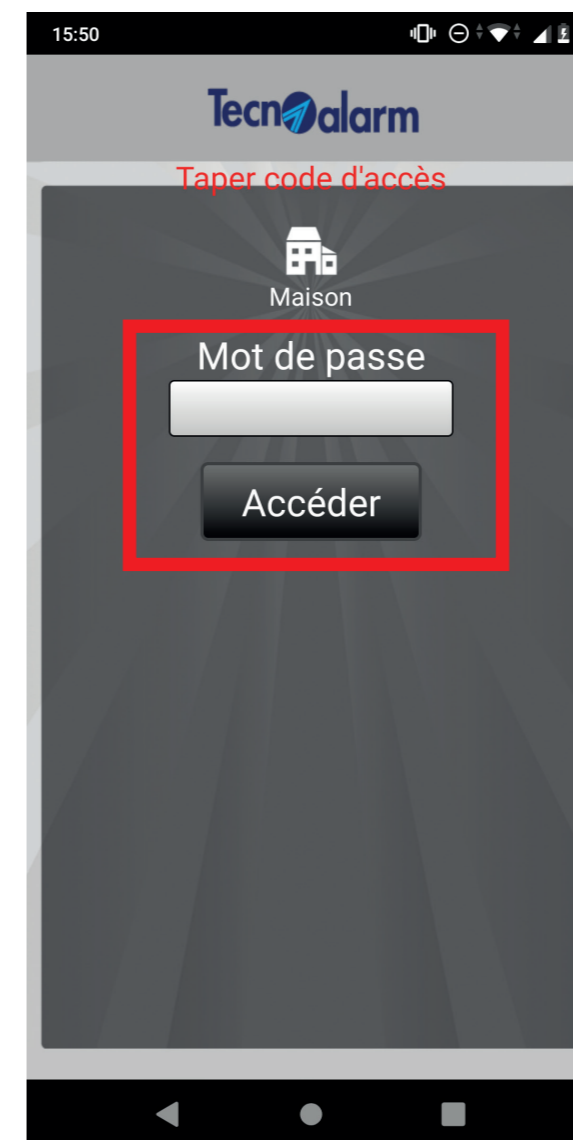 15:50
Tecnoalarm
Taper code d'accès
Maison
Mot de passe
Accéder